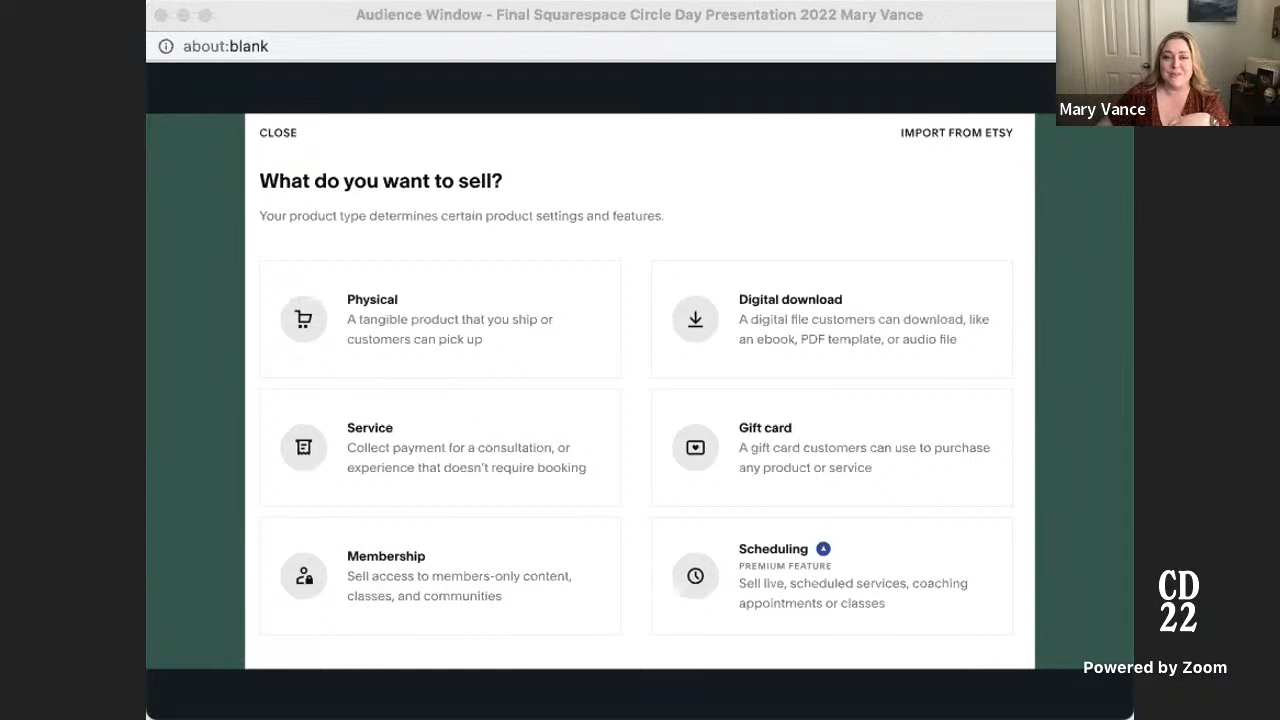 Audience Window - Final Squarespace Circle Day Presentation 2022 Mary Vance
about:blank
Mary Vance
CLOSE
IMPORT FROM ETSY
What do you want to sell?
Your product type determines certain product settings and features.
Physical
A tangible product that you ship or
customers can pick up
Digital download
A digital file customers can download, like
an ebook, PDF template, or audio file
Service
Collect payment for a consultation, or
experience that doesn't require booking
Gift card
A gift card customers can use to purchase
any product or service
Membership
Sell access to members-only content,
classes, and communities
Scheduling
PREMIUM FEATURE
Sell live, scheduled services, coaching
appointments or classes
CD
22
Powered by Zoom